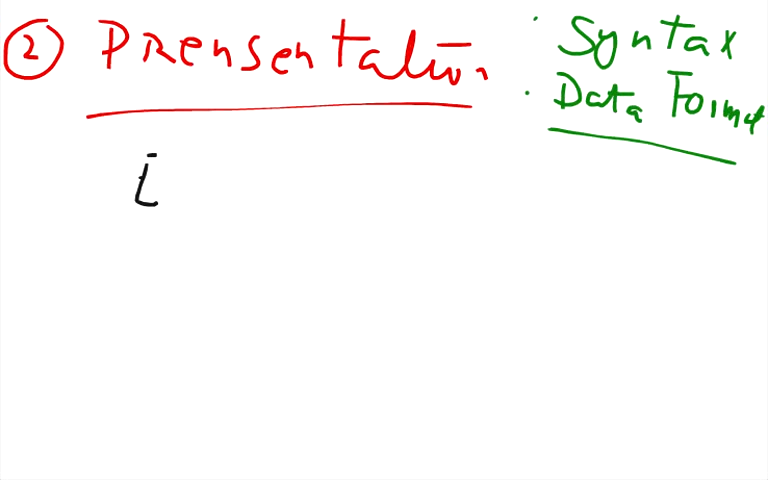 ② Prensentation
· Syntax
· Data Format
[